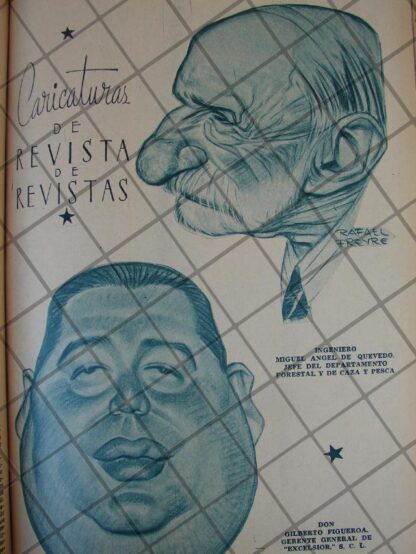 Caricaturas
DE
REVISTA
DE
REVISTAS
RAFAEL
FREYRE
INGENIERO
MIGUEL ANGEL DE QUEVEDO,
JEFE DEL DEPARTAMENTO
FORESTAL Y DE CAZA Y PESCA
DON
GILBERTO FIGUEROA,
GERENTE GENERAL DE
"EXCELSIOR," S. C. L.